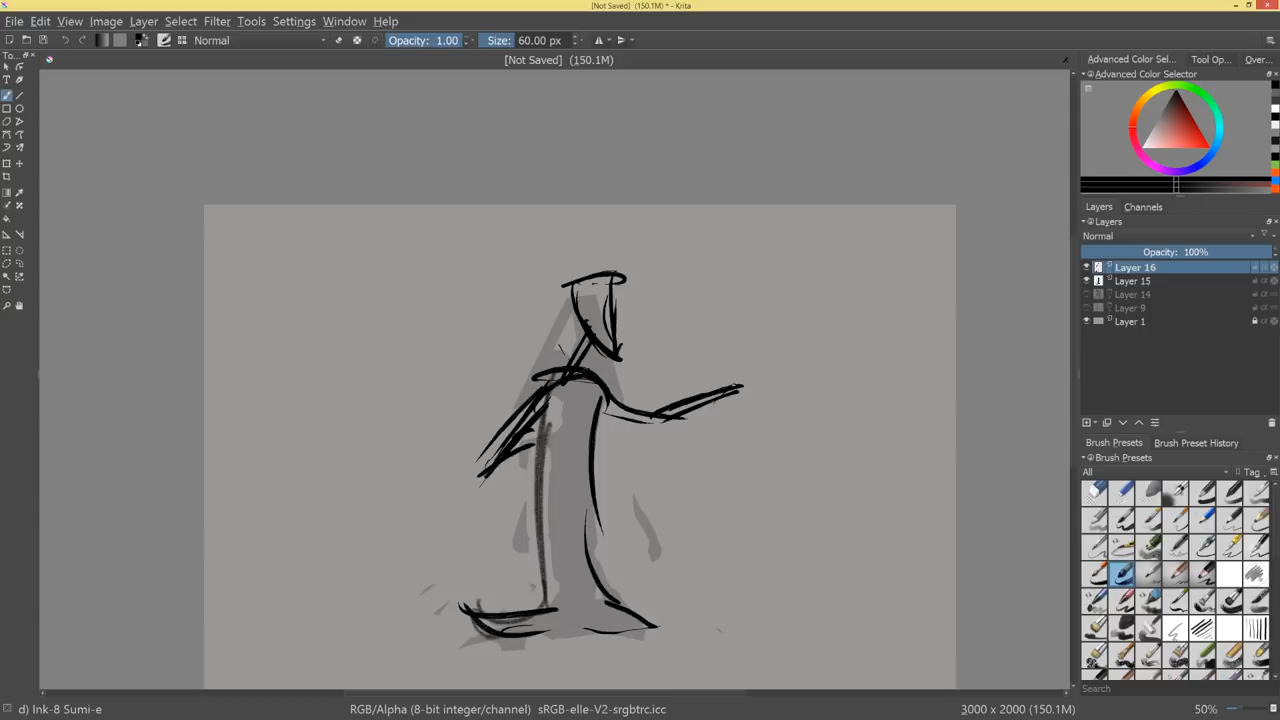 [Not Saved] (150.1M) * - Krita
File Edit View Image Layer Select Filter Tools Settings Window Help
Normal Opacity: 1.00 Size: 60.00 px
To... [Not Saved] (150.1M) × Advanced Color Sel... Tool Op... Over...
Advanced Color Selector
Layers Channels
Layers
Normal
Opacity: 100%
Layer 16
Layer 15
Layer 14
Layer 9
Layer 1
Brush Presets Brush Preset History
Brush Presets
All Tag
Search
d) Ink-8 Sumi-e RGB/Alpha (8-bit integer/channel) sRGB-elle-V2-srgbtrc.icc 3000 x 2000 (150.1M) 50%